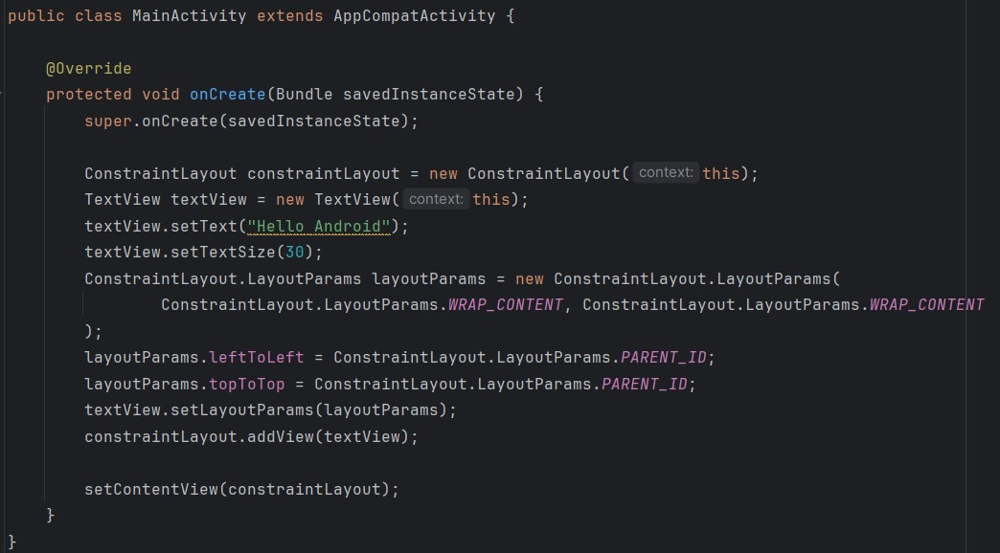 public class MainActivity extends AppCompatActivity {
@Override
protected void onCreate(Bundle savedInstanceState) {
super.onCreate(savedInstanceState);
ConstraintLayout constraintLayout = new ConstraintLayout( context: this);
TextView textView = new TextView( context: this);
textView.setText("Hello Android");
textView.setTextSize(30);
ConstraintLayout.LayoutParams layoutParams = new ConstraintLayout.LayoutParams(
ConstraintLayout.LayoutParams.WRAP_CONTENT, ConstraintLayout.LayoutParams.WRAP_CONTENT
);
layoutParams.leftToLeft = ConstraintLayout.LayoutParams.PARENT_ID;
layoutParams.topToTop = ConstraintLayout.LayoutParams.PARENT_ID;
textView.setLayoutParams(layoutParams);
constraintLayout.addView(textView);
setContentView(constraintLayout);
}
}